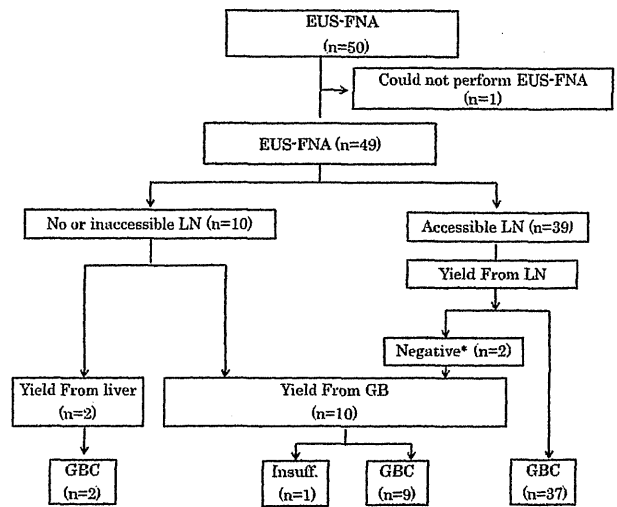 EUS-FNA
(n=50)
Could not perform EUS-FNA
(n=1)
EUS-FNA (n=49)
No or inaccessible LN (n=10)
Accessible LN (n=39)
Yield From LN
Negative* (n=2)
Yield From liver
(n=2)
Yield From GB
(n=10)
GBC
(n=2)
Insuff.
(n=1)
GBC
(n=9)
GBC
(n=37)